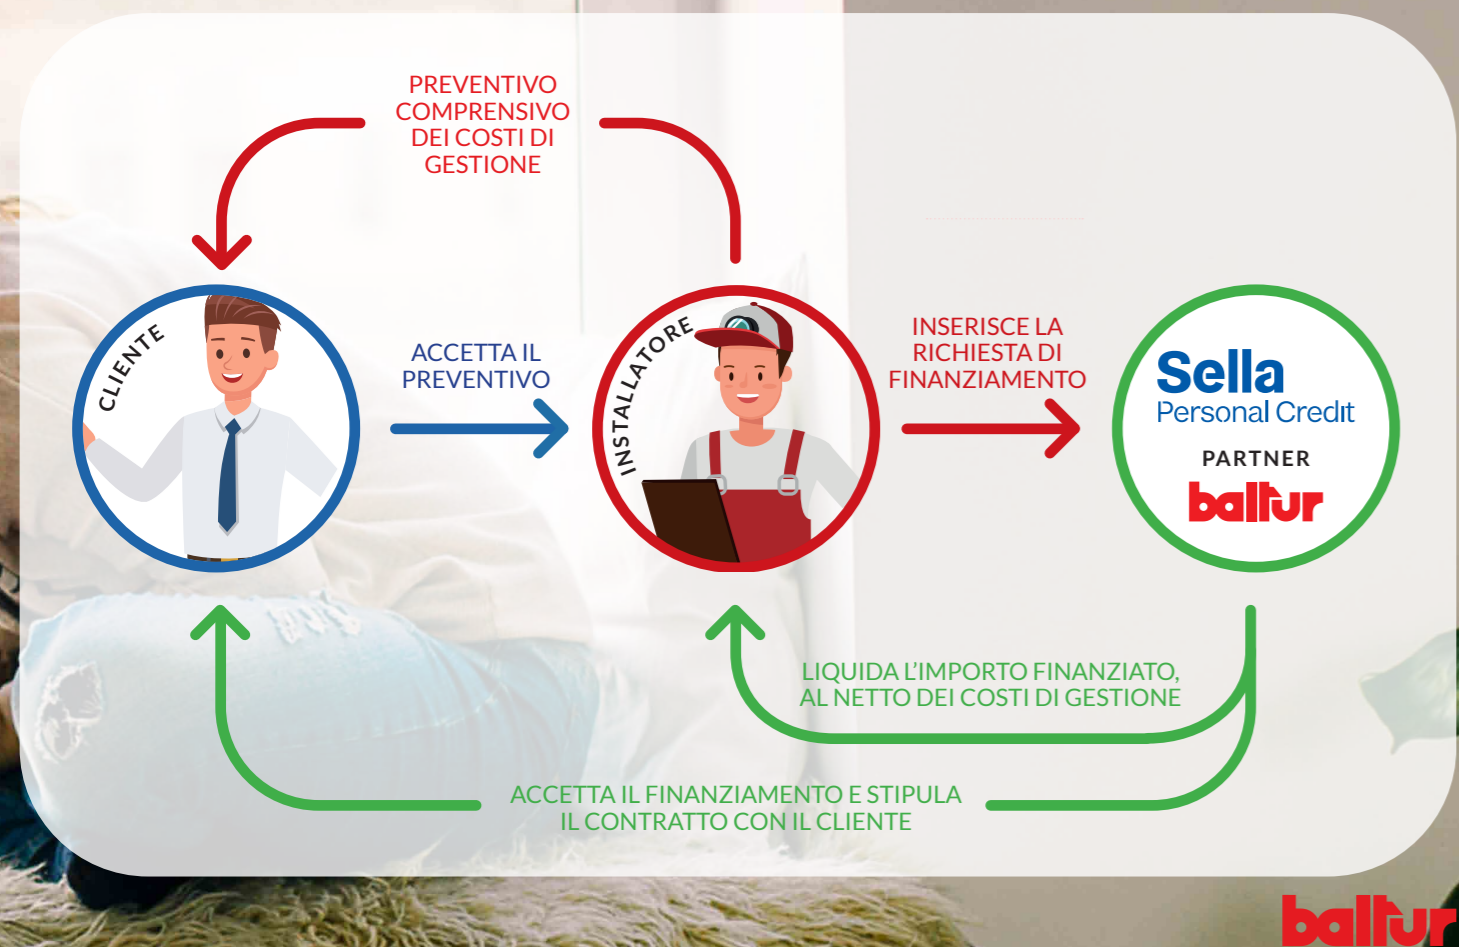 PREVENTIVO
COMPRENSIVO
DEI COSTI DI
GESTIONE
CLIENTE
ACCETTA IL
PREVENTIVO
INSTALLATORE
INSERISCE LA
RICHIESTA DI
FINANZIAMENTO
Sella
Personal Credit
PARTNER
baltur
LIQUIDA L'IMPORTO FINANZIATO,
AL NETTO DEI COSTI DI GESTIONE
ACCETTA IL FINANZIAMENTO E STIPULA
IL CONTRATTO CON IL CLIENTE
baltur